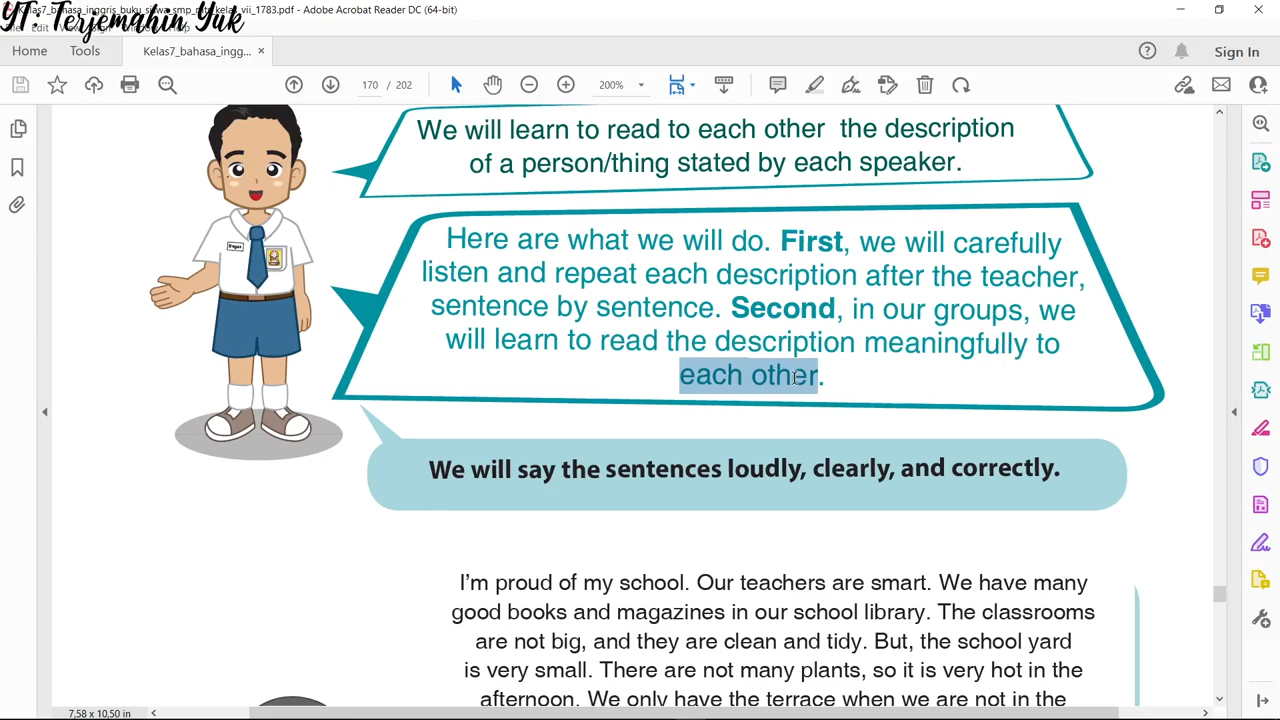 Kelas7_bahasa_inggris_buku_siswa_smp_mts_kelas_vii_1783.pdf - Adobe Acrobat Reader DC (64-bit)
YT: Terjemahin Yuk
Home Tools Kelas7_bahasa_ingg... × Sign In
170 / 202 200%
We will learn to read to each other the description
of a person/thing stated by each speaker.
Here are what we will do. First, we will carefully
listen and repeat each description after the teacher,
sentence by sentence. Second, in our groups, we
will learn to read the description meaningfully to
each other.
We will say the sentences loudly, clearly, and correctly.
I'm proud of my school. Our teachers are smart. We have many
good books and magazines in our school library. The classrooms
are not big, and they are clean and tidy. But, the school yard
is very small. There are not many plants, so it is very hot in the
afternoon. We only have the terrace when we are not in the
7,58 x 10,50 in